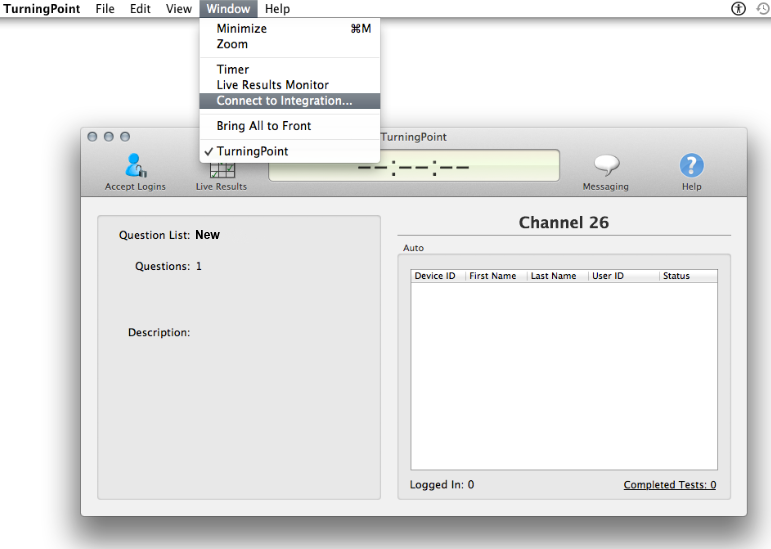 TurningPoint File Edit View Window Help
Minimize ⌘M
Zoom
Timer
Live Results Monitor
Connect to Integration...
Bring All to Front
✓ TurningPoint
TurningPoint
--:--:--
Accept Logins Live Results Messaging Help
Question List: New
Questions: 1
Description:
Channel 26
Auto
Device ID First Name Last Name User ID Status
Logged In: 0 Completed Tests: 0